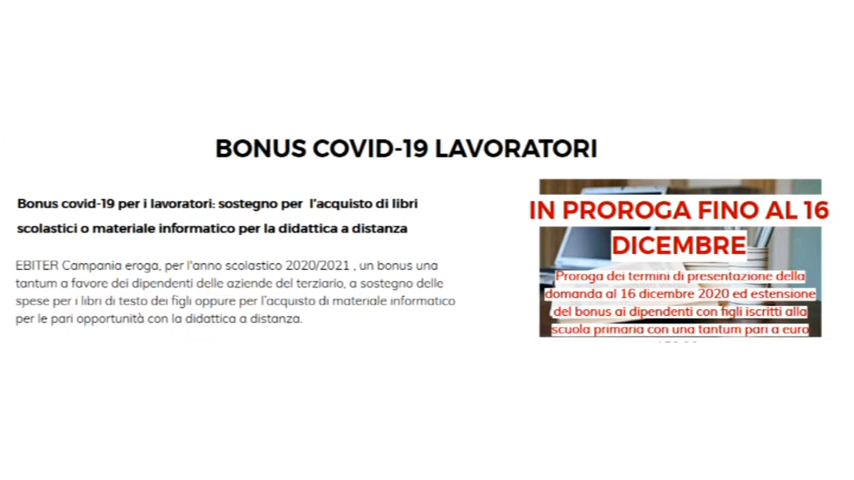 BONUS COVID-19 LAVORATORI
Bonus covid-19 per i lavoratori: sostegno per l'acquisto di libri
scolastici o materiale informatico per la didattica a distanza
EBITER Campania eroga, per l'anno scolastico 2020/2021 , un bonus una
tantum a favore dei dipendenti delle aziende del terziario, a sostegno delle
spese per i libri di testo dei figli oppure per l'acquisto di materiale informatico
per le pari opportunità con la didattica a distanza.
IN PROROGA FINO AL 16
DICEMBRE
Proroga dei termini di presentazione della
domanda al 16 dicembre 2020 ed estensione
del bonus ai dipendenti con figli iscritti alla
scuola primaria con una tantum pari a euro